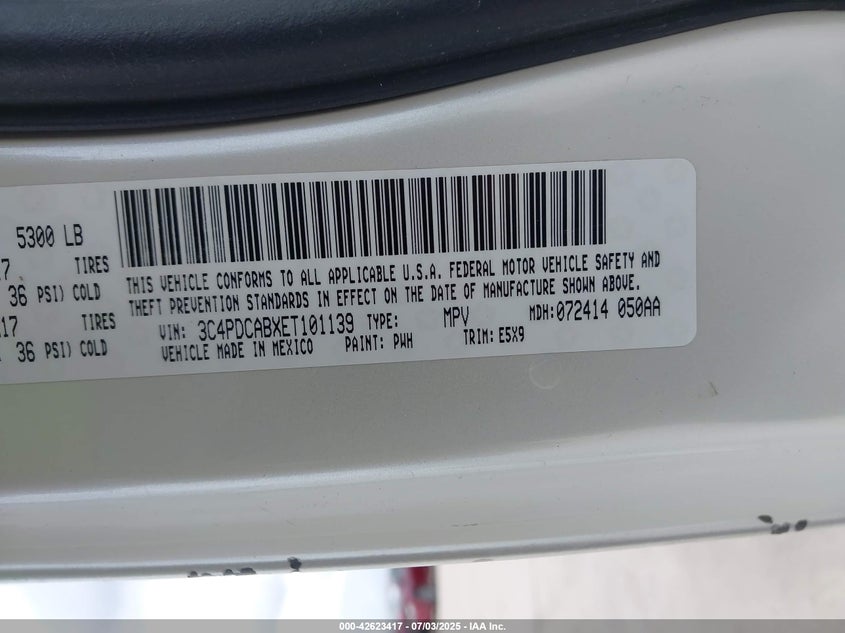 5300 LB
17 TIRES
36 PSI) COLD
17 TIRES
36 PSI) COLD
THIS VEHICLE CONFORMS TO ALL APPLICABLE U.S.A. FEDERAL MOTOR VEHICLE SAFETY AND
THEFT PREVENTION STANDARDS IN EFFECT ON THE DATE OF MANUFACTURE SHOWN ABOVE.
VIN: 3C4PDCABXET101139 TYPE: MPV MDH: 072414 050AA
VEHICLE MADE IN MEXICO PAINT: PWH TRIM: E5X9
000-42623417 - 07/03/2025 - IAA Inc.